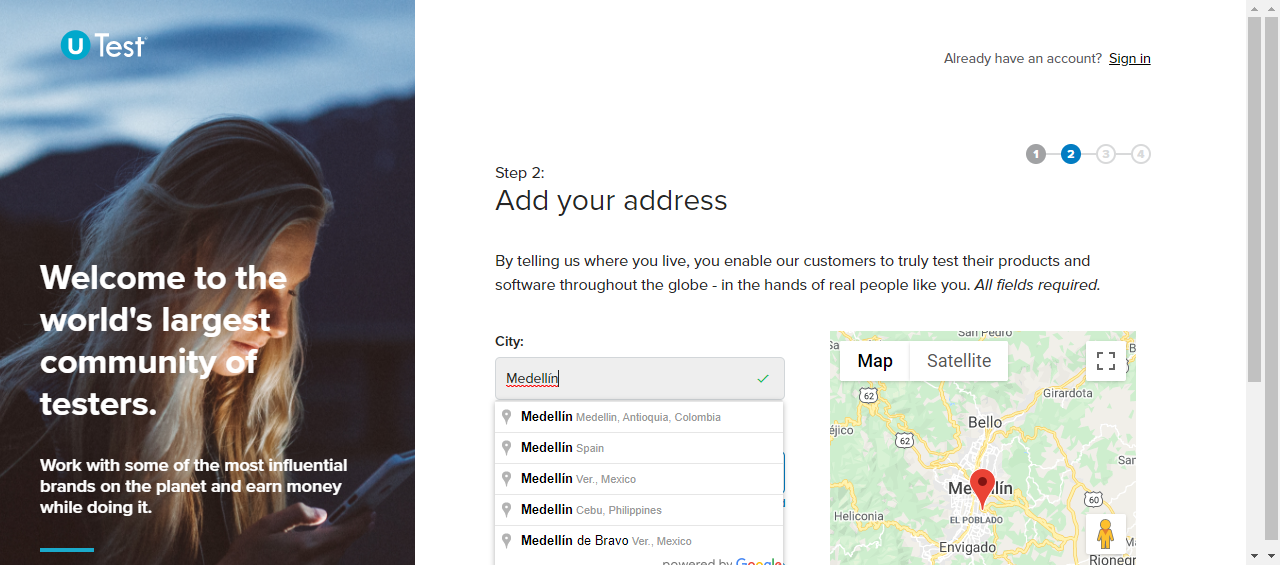 U Test
Already have an account? Sign in
1 2 3 4
Step 2:
Add your address
Welcome to the
world's largest
community of
testers.
Work with some of the most influential
brands on the planet and earn money
while doing it.
By telling us where you live, you enable our customers to truly test their products and
software throughout the globe - in the hands of real people like you. All fields required.
City:
Medellín
Medellín Medellin, Antioquia, Colombia
Medellín Spain
Medellín Ver., Mexico
Medellín Cebu, Philippines
Medellín de Bravo Ver., Mexico
powered by Google
San Pedro
Map Satellite
62
Girardota
Bello
éjico
62
San
60
EL POBLADO
Heliconia
Envigado
Rionegro